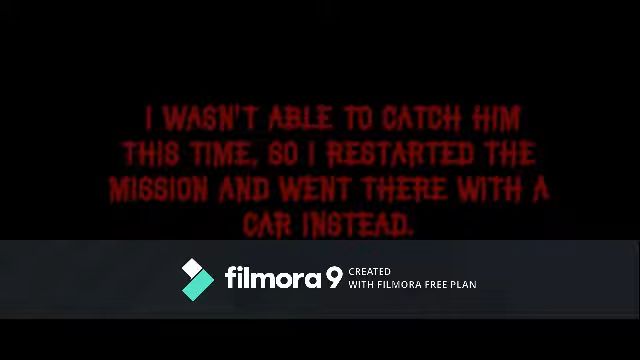 I WASN'T ABLE TO CATCH HIM
THIS TIME, SO I RESTARTED THE
MISSION AND WENT THERE WITH A
CAR INSTEAD.
filmora 9
CREATED
WITH FILMORA FREE PLAN